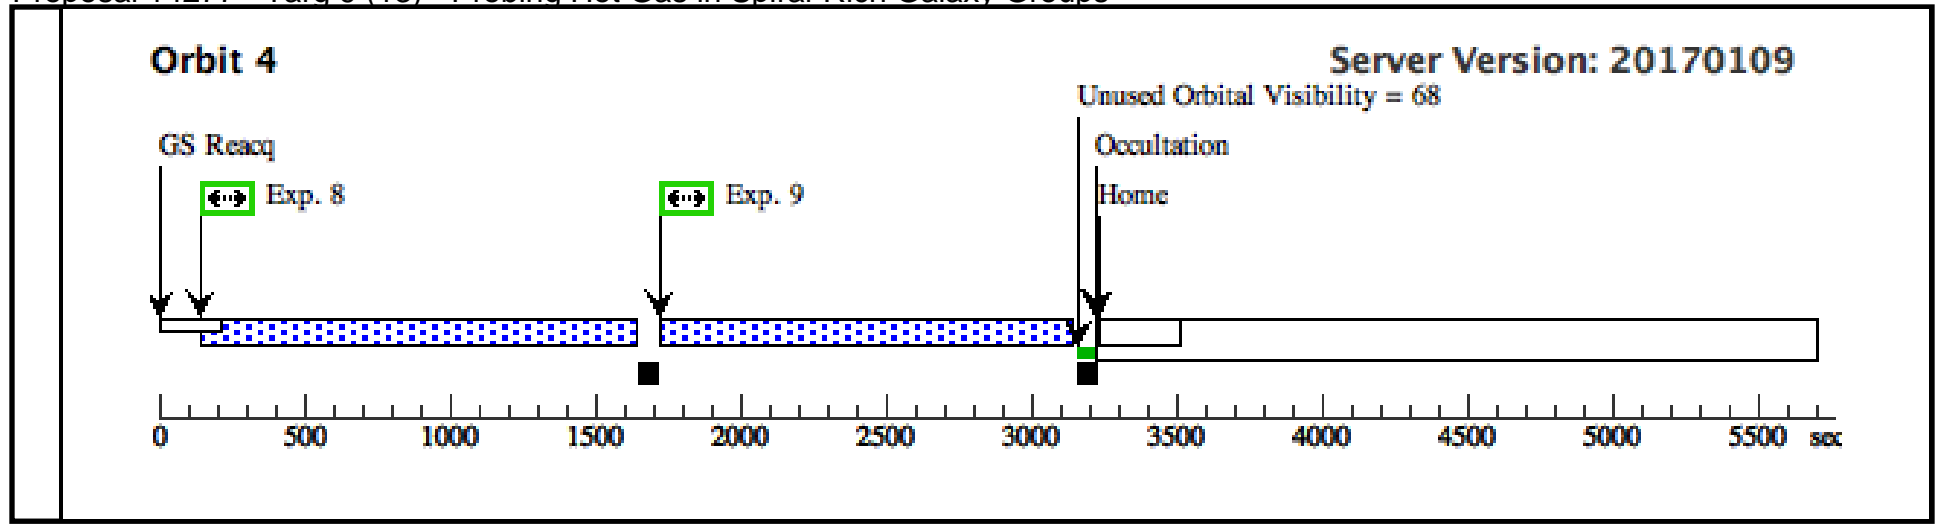 Orbit 4
Server Version: 20170109
Unused Orbital Visibility = 68
GS Reacq
Occultation
Exp. 8
Exp. 9
Home
0 500 1000 1500 2000 2500 3000 3500 4000 4500 5000 5500 sec